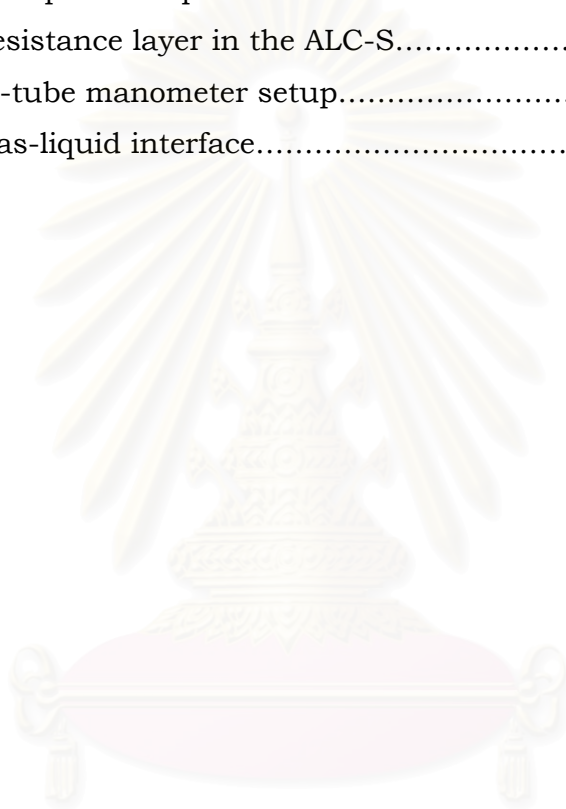 esistance layer in the ALC-S……………….
-tube manometer setup…………………….
as-liquid interface…………………………….